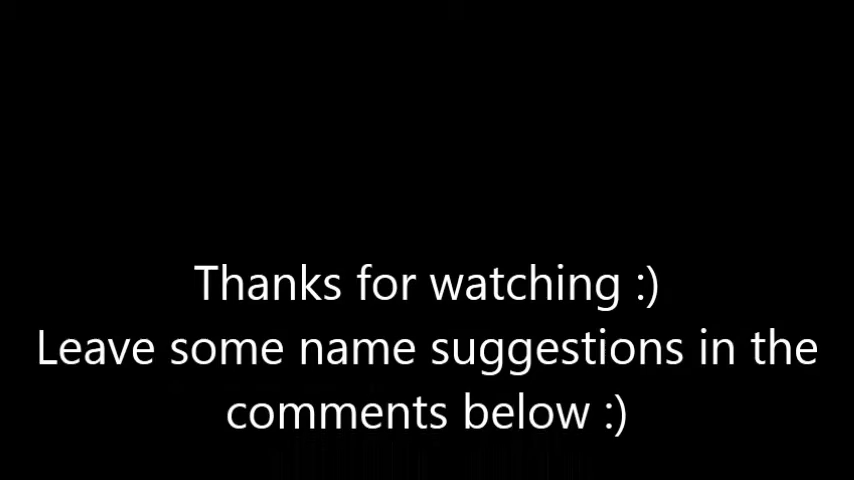 Thanks for watching :)
Leave some name suggestions in the
comments below :)